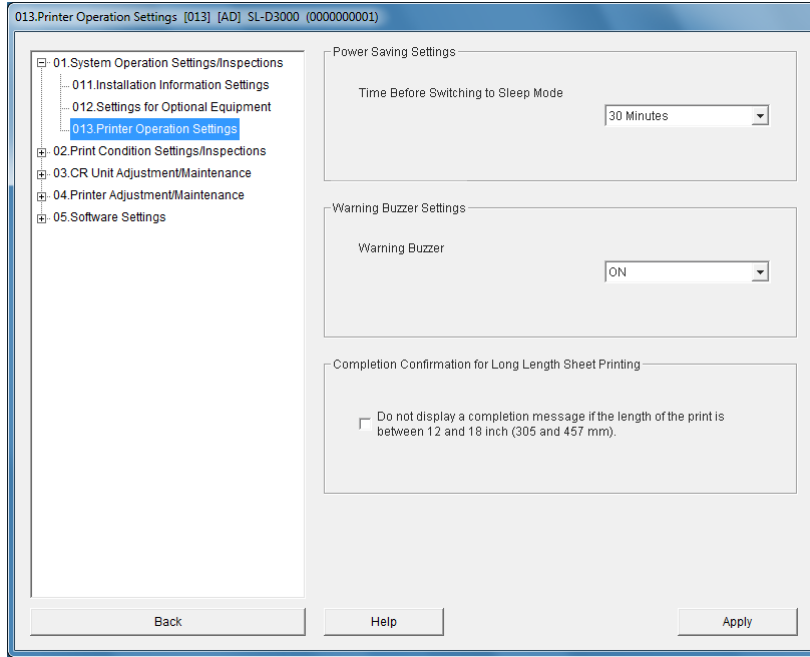 013.Printer Operation Settings [013] [AD] SL-D3000 (0000000001)
01.System Operation Settings/Inspections
011.Installation Information Settings
012.Settings for Optional Equipment
013.Printer Operation Settings
02.Print Condition Settings/Inspections
03.CR Unit Adjustment/Maintenance
04.Printer Adjustment/Maintenance
05.Software Settings
Power Saving Settings
Time Before Switching to Sleep Mode
30 Minutes
Warning Buzzer Settings
Warning Buzzer
ON
Completion Confirmation for Long Length Sheet Printing
Do not display a completion message if the length of the print is
between 12 and 18 inch (305 and 457 mm).
Back
Help
Apply